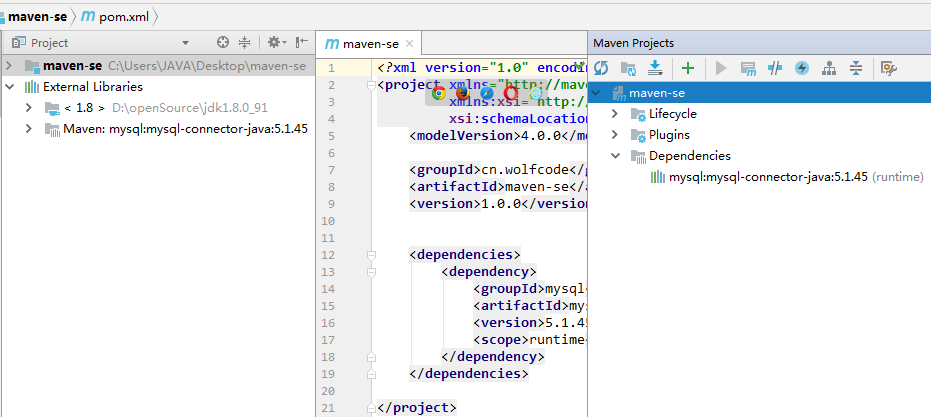 maven-se pom.xml
Project
maven-se C:\Users\JAVA\Desktop\maven-se
External Libraries
< 1.8 > D:\openSource\jdk1.8.0_91
Maven: mysql:mysql-connector-java:5.1.45
maven-se
1 <?xml version="1.0" encodin
2 <project xmlns="http://mave
3 xmlns:xsi="http:/
4 xsi:schemaLocation
5 <modelVersion>4.0.0</m
6
7 <groupId>cn.wolfcode</g
8 <artifactId>maven-se</a
9 <version>1.0.0</version
10
11
12 <dependencies>
13 <dependency>
14 <groupId>mysql<
15 <artifactId>mys
16 <version>5.1.45
17 <scope>runtime<
18 </dependency>
19 </dependencies>
20
21 </project>
Maven Projects
maven-se
Lifecycle
Plugins
Dependencies
mysql:mysql-connector-java:5.1.45 (runtime)